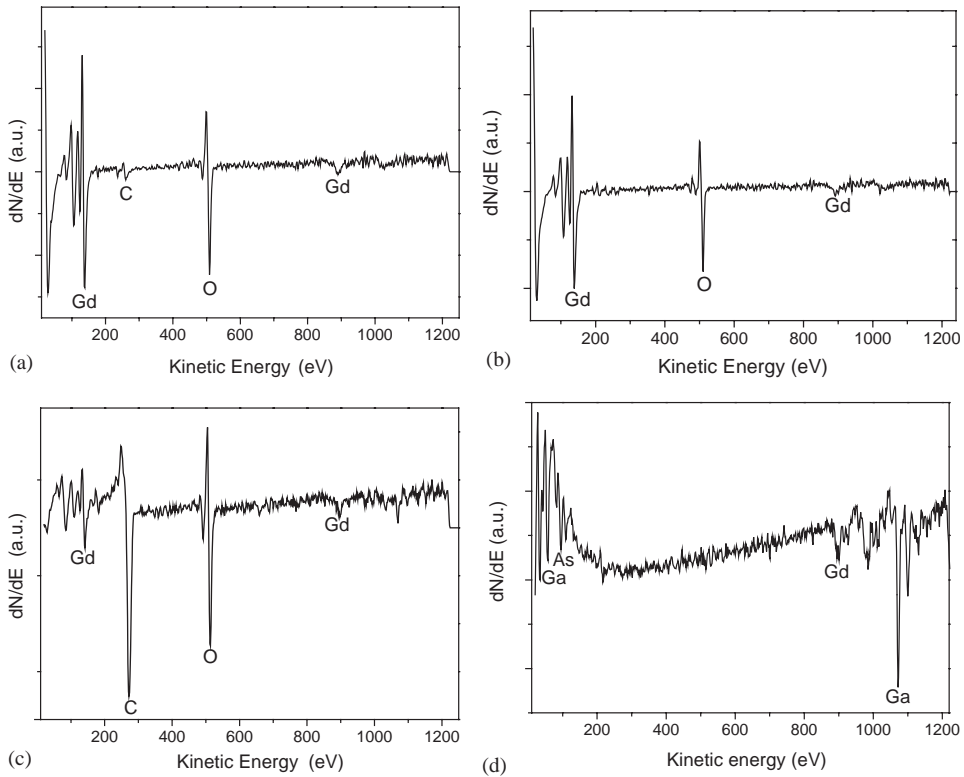 dN/dE (a.u.)
C
Gd
O
Gd
200 400 600 800 1000 1200
(a)
Kinetic Energy (eV)
dN/dE (a.u.)
Gd
O
Gd
200 400 600 800 1000 1200
(b)
Kinetic Energy (eV)
dN/dE (a.u.)
Gd
Gd
O
C
200 400 600 800 1000 1200
(c)
Kinetic Energy (eV)
dN/dE (a.u.)
As
Ga
Gd
Ga
200 400 600 800 1000 1200
(d)
Kinetic energy (eV)